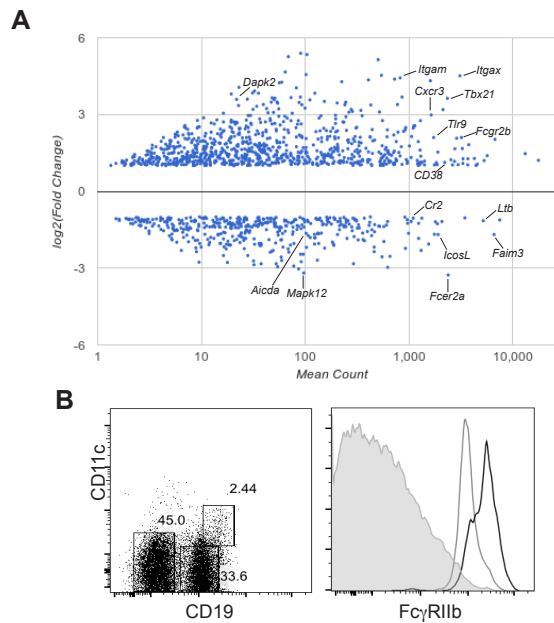 A
6
Itgam
Itgax
Dapk2
Cxcr3
Tbx21
3
Tlr9
Fcgr2b
CD38
log2(Fold Change)
0
Cr2
Ltb
IcosL
Faim3
-3
Aicda
Mapk12
Fcer2a
-6
1
10
100
1,000
10,000
Mean Count
B
CD11c
2.44
45.0
33.6
CD19
FcγRIIb